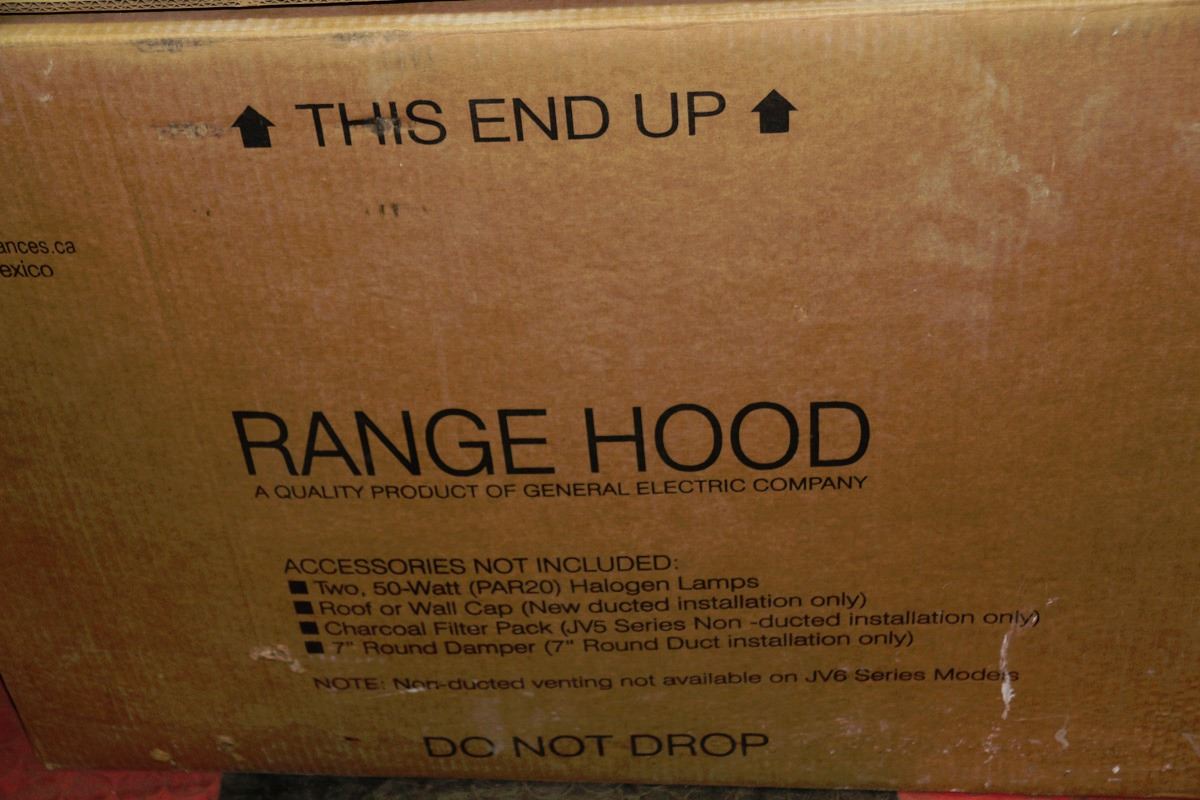 THIS END UP
ances.ca
exico
RANGE HOOD
A QUALITY PRODUCT OF GENERAL ELECTRIC COMPANY
ACCESSORIES NOT INCLUDED:
■ Two, 50-Watt (PAR20) Halogen Lamps
■ Roof or Wall Cap (New ducted installation only)
■ Charcoal Filter Pack (JV5 Series Non -ducted installation only)
■ 7" Round Damper (7" Round Duct installation only)
NOTE: Non-ducted venting not available on JV6 Series Models
DO NOT DROP